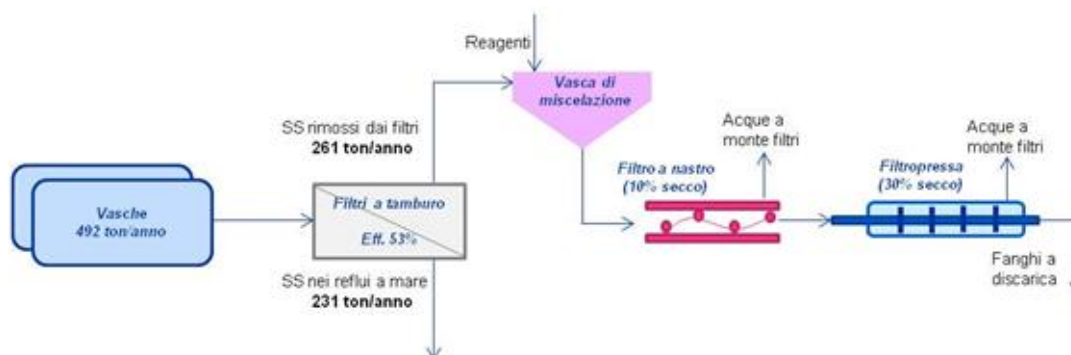 Reagenti
Vasca di
miscelazione
SS rimossi dai filtri
261 ton/anno
Vasche
492 ton/anno
Filtri a tamburo
Eff. 53%
SS nei reflui a mare
231 ton/anno
Acque a
monte filtri
Filtro a nastro
(10% secco)
Acque a
monte filtri
Filtropressa
(30% secco)
Fanghi a
discarica